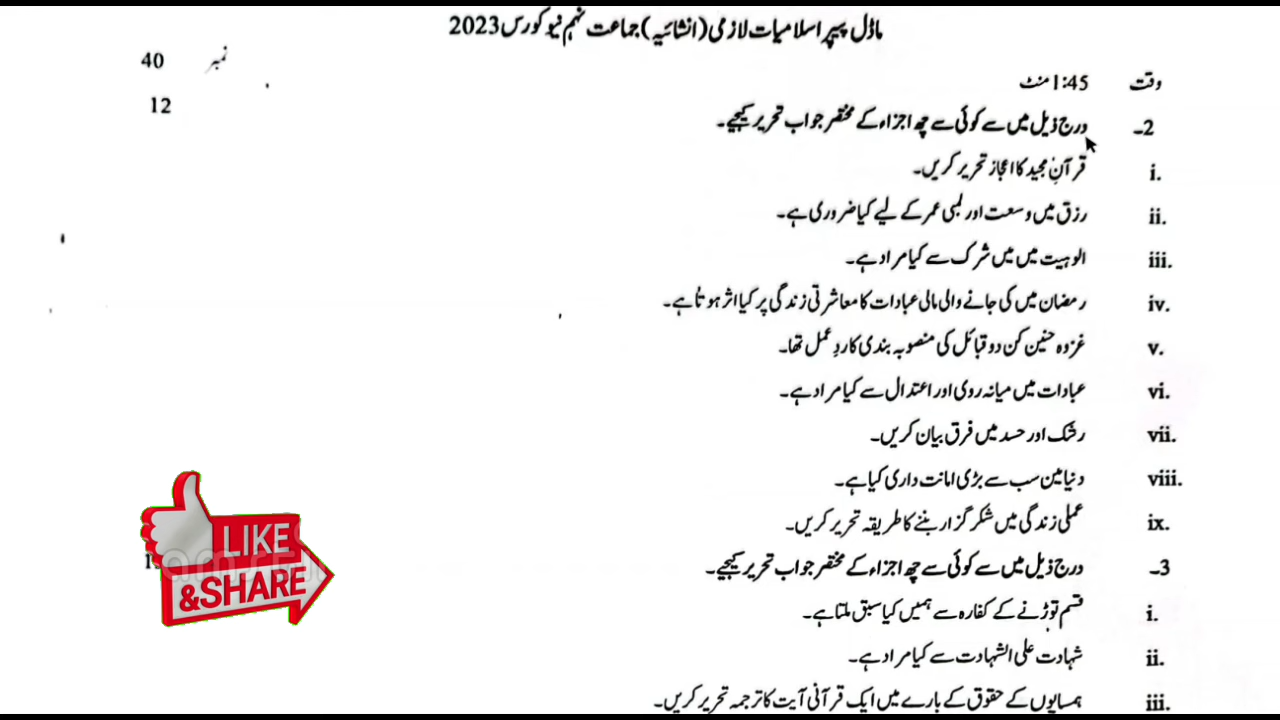 ماڈل پیپر اسلامیات لازمی (انشائیہ) جماعت نہم نیو کورس 2023
نمبر 40
وقت 1:45 منٹ
2۔ درج ذیل میں سے کوئی سے چھ اجزاء کے مختصر جواب تحریر کیجیے۔ 12
i. قرآنِ مجید کا اعجاز تحریر کریں۔
ii. رزق میں وسعت اور لمبی عمر کے لیے کیا ضروری ہے۔
iii. الوہیت میں میں شرک سے کیا مراد ہے۔
iv. رمضان میں کی جانے والی مالی عبادات کا معاشرتی زندگی پر کیا اثر ہوتا ہے۔
v. غزوہ حنین کن دو قبائل کی منصوبہ بندی کا ردِ عمل تھا۔
vi. عبادات میں میانہ روی اور اعتدال سے کیا مراد ہے۔
vii. رشک اور حسد میں فرق بیان کریں۔
viii. دنیا مین سب سے بڑی امانت داری کیا ہے۔
ix. عملی زندگی میں شکر گزار بننے کا طریقہ تحریر کریں۔
3۔ درج ذیل میں سے کوئی سے چھ اجزاء کے مختصر جواب تحریر کیجیے۔
i. قسم توڑنے کے کفارہ سے ہمیں کیا سبق ملتا ہے۔
ii. شہادت علی الشہادت سے کیا مراد ہے۔
iii. ہمسایوں کے حقوق کے بارے میں ایک قرآنی آیت کا ترجمہ تحریر کریں۔
LIKE
&SHARE